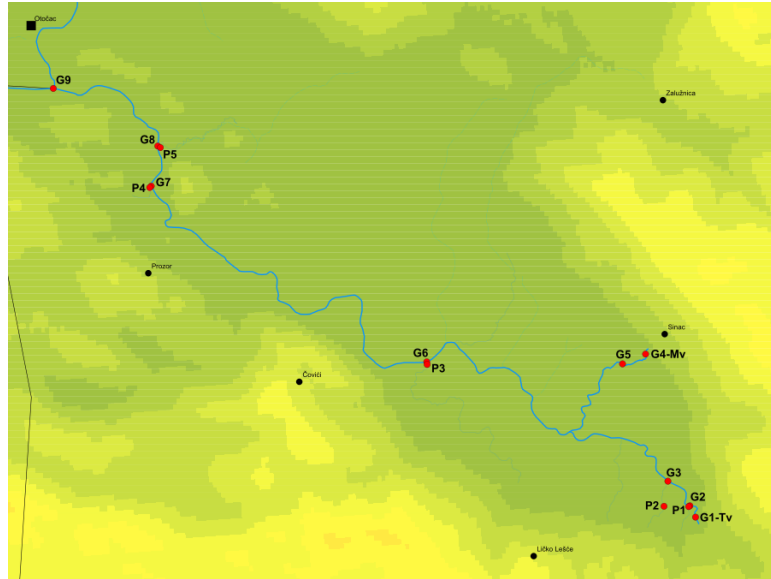 Otočac
G9
Zalužnica
G8
P5
G7
P4
Prozor
Sinac
G6
G4-Mv
G5
P3
Čovići
G3
G2
P2
P1
G1-Tv
Ličko Lešće